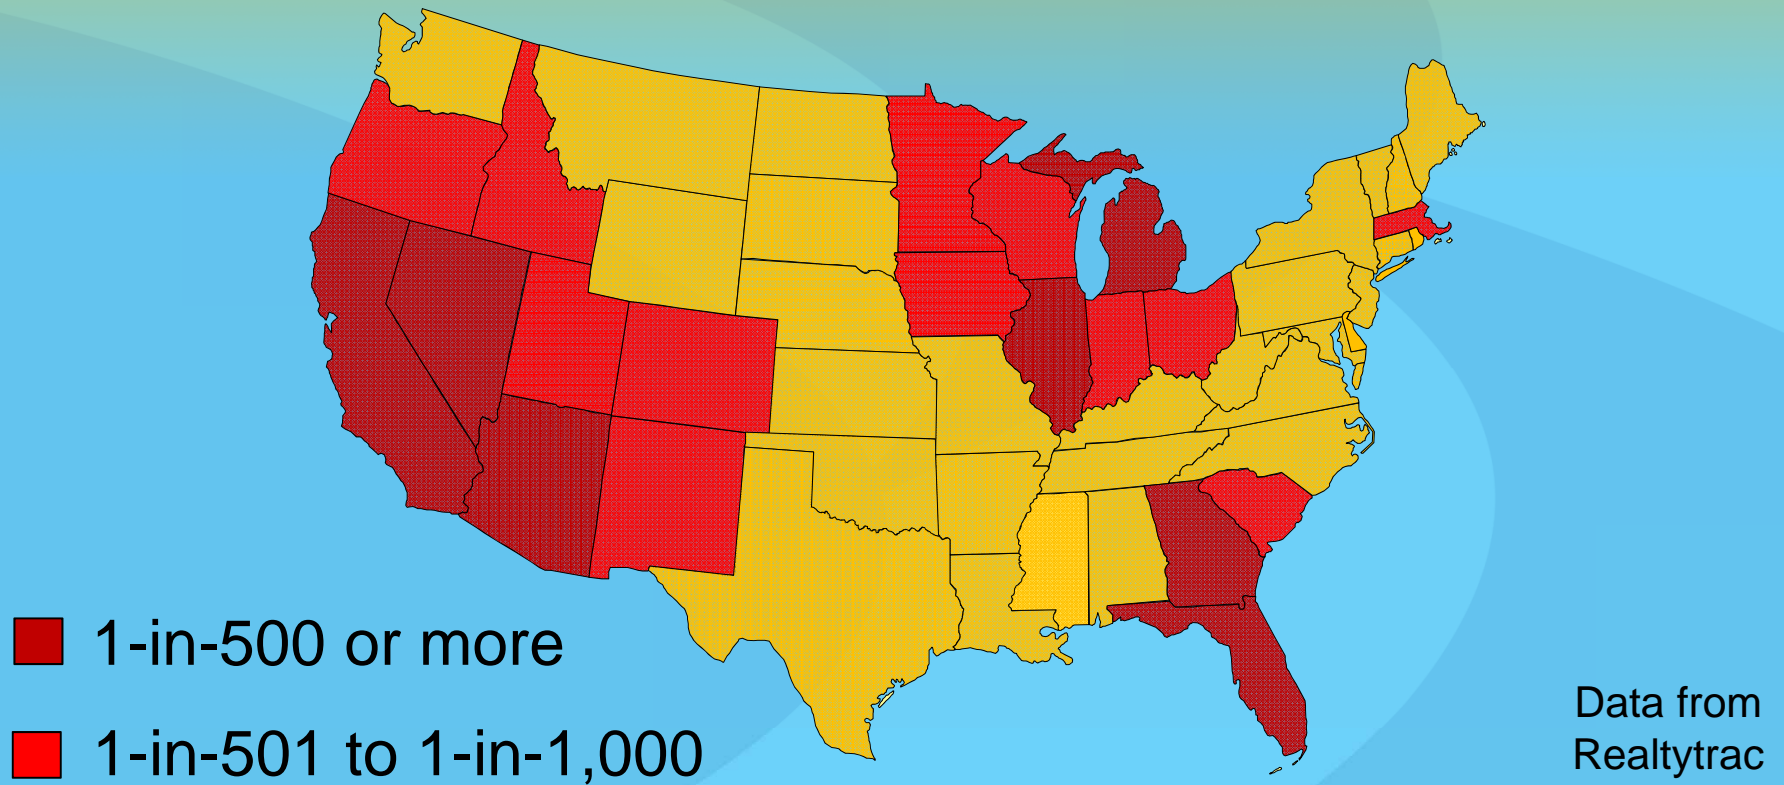 1-in-500 or more
1-in-501 to 1-in-1,000
Data from
Realtytrac